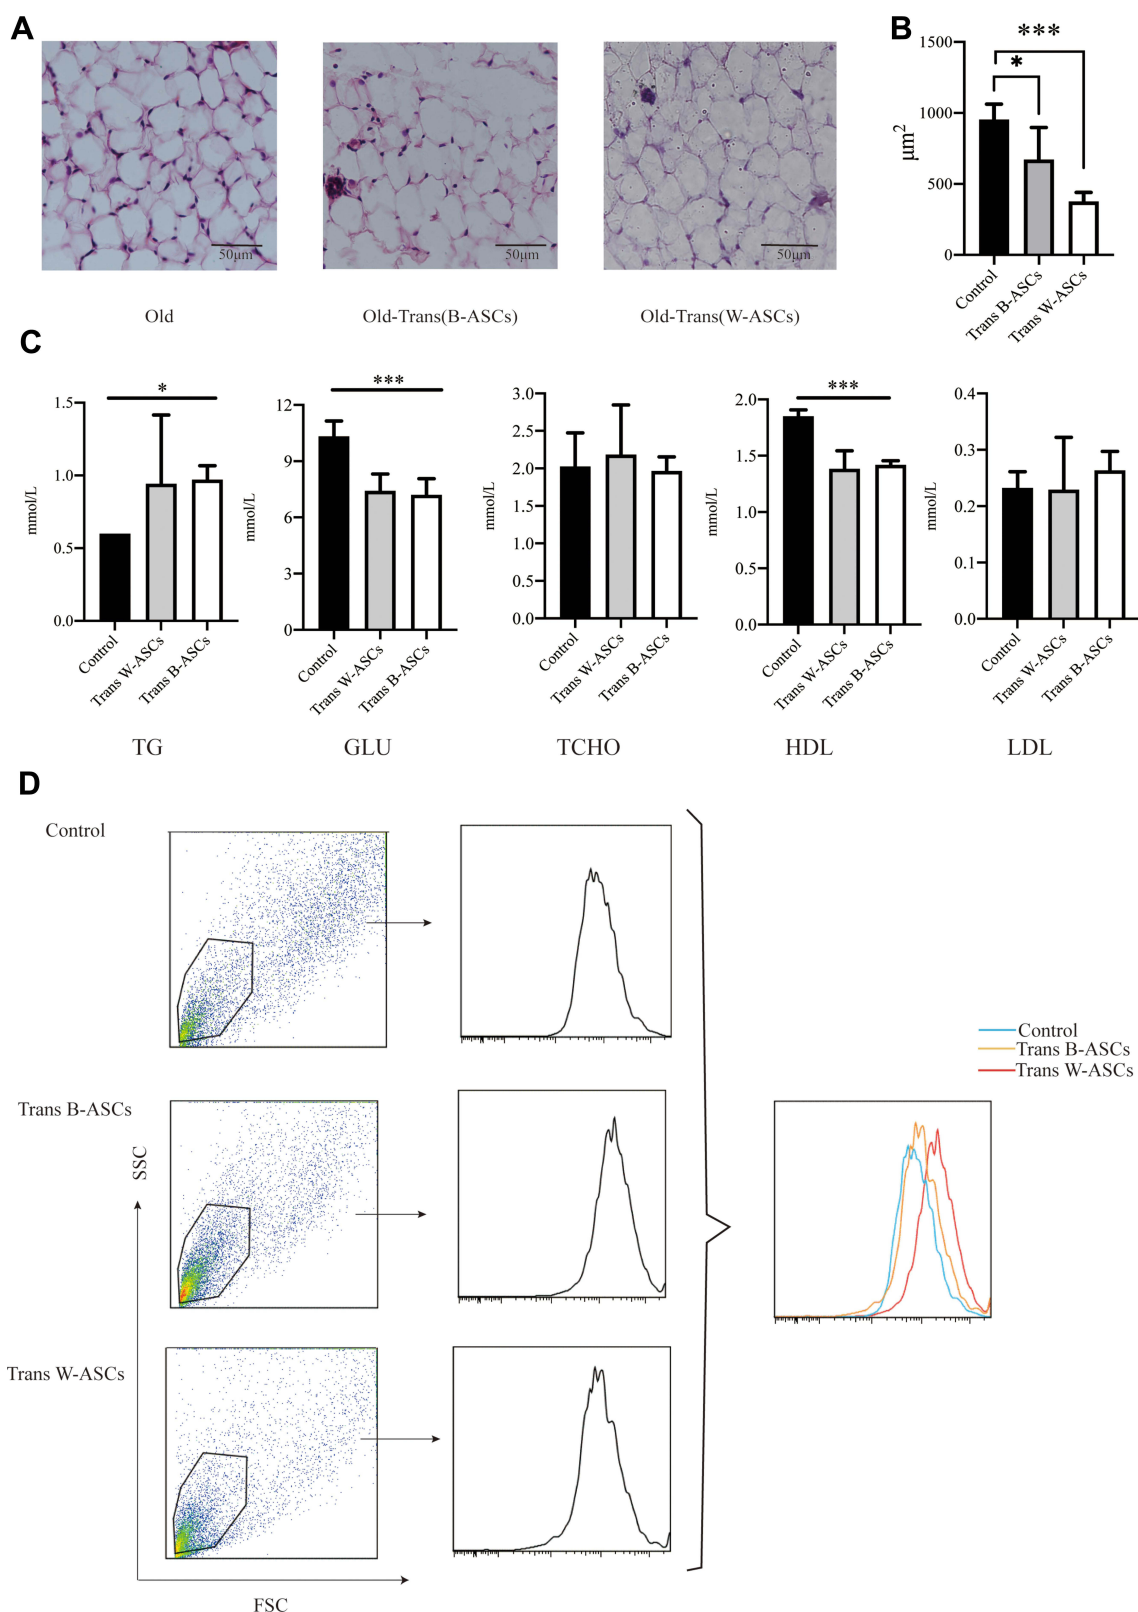 A
50μm
50μm
50μm
Old
Old-Trans(B-ASCs)
Old-Trans(W-ASCs)
B
***
*
1500
1000
500
0
μm²
Control
Trans B-ASCs
Trans W-ASCs
C
*
1.5
1.0
0.5
0.0
mmol/L
Control
Trans W-ASCs
Trans B-ASCs
TG
***
12
9
6
3
0
mmol/L
Control
Trans W-ASCs
Trans B-ASCs
GLU
3.0
2.5
2.0
1.5
1.0
0.5
0.0
mmol/L
Control
Trans W-ASCs
Trans B-ASCs
TCHO
***
2.0
1.5
1.0
0.5
0.0
mmol/L
Control
Trans W-ASCs
Trans B-ASCs
HDL
0.4
0.3
0.2
0.1
0.0
mmol/L
Control
Trans W-ASCs
Trans B-ASCs
LDL
D
Control
Trans B-ASCs
Trans W-ASCs
SSC
FSC
Control
Trans B-ASCs
Trans W-ASCs